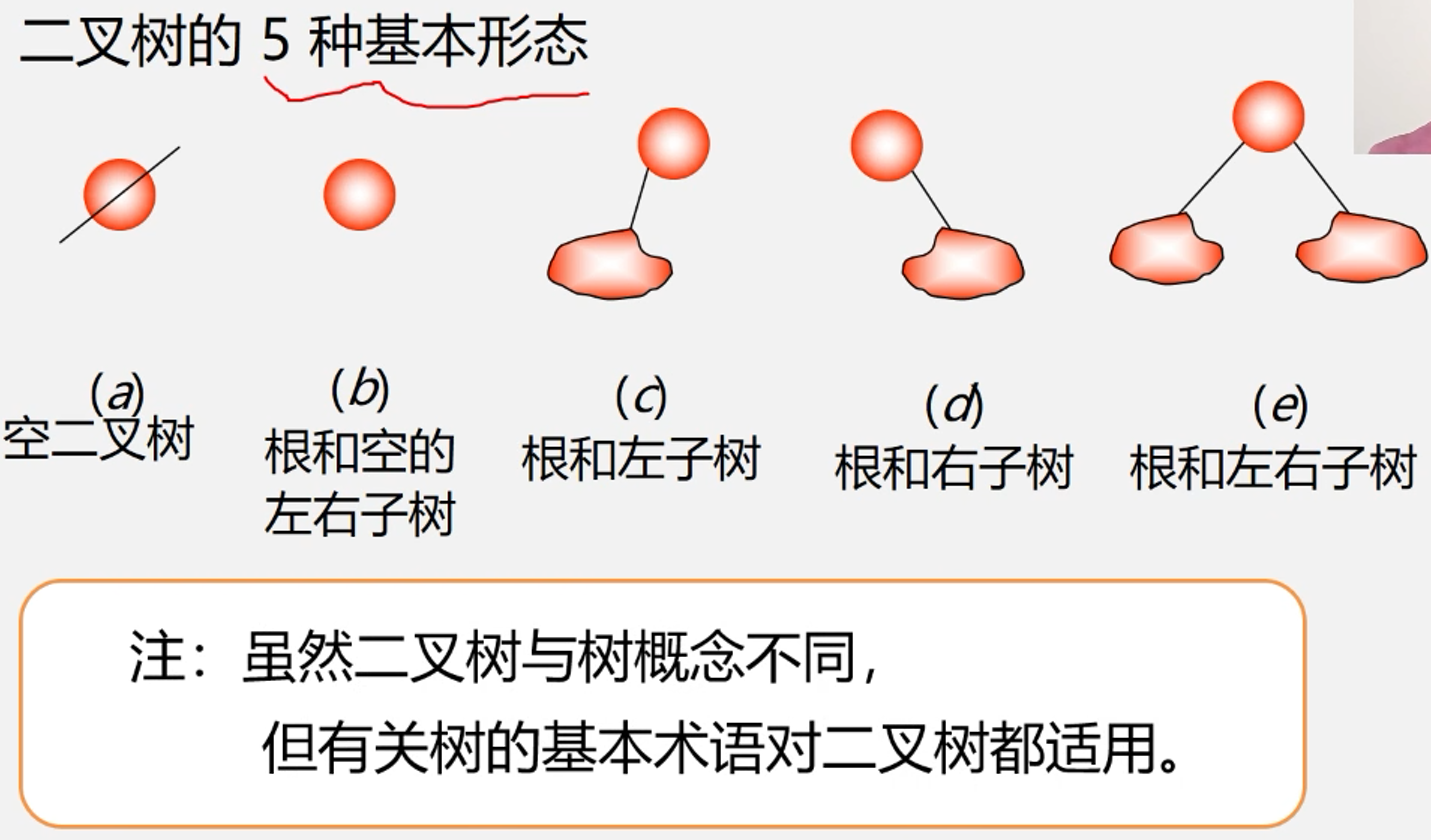 二叉树的 5 种基本形态
(a)
空二叉树
(b)
根和空的
左右子树
(c)
根和左子树
(d)
根和右子树
(e)
根和左右子树
注：虽然二叉树与树概念不同，
但有关树的基本术语对二叉树都适用。